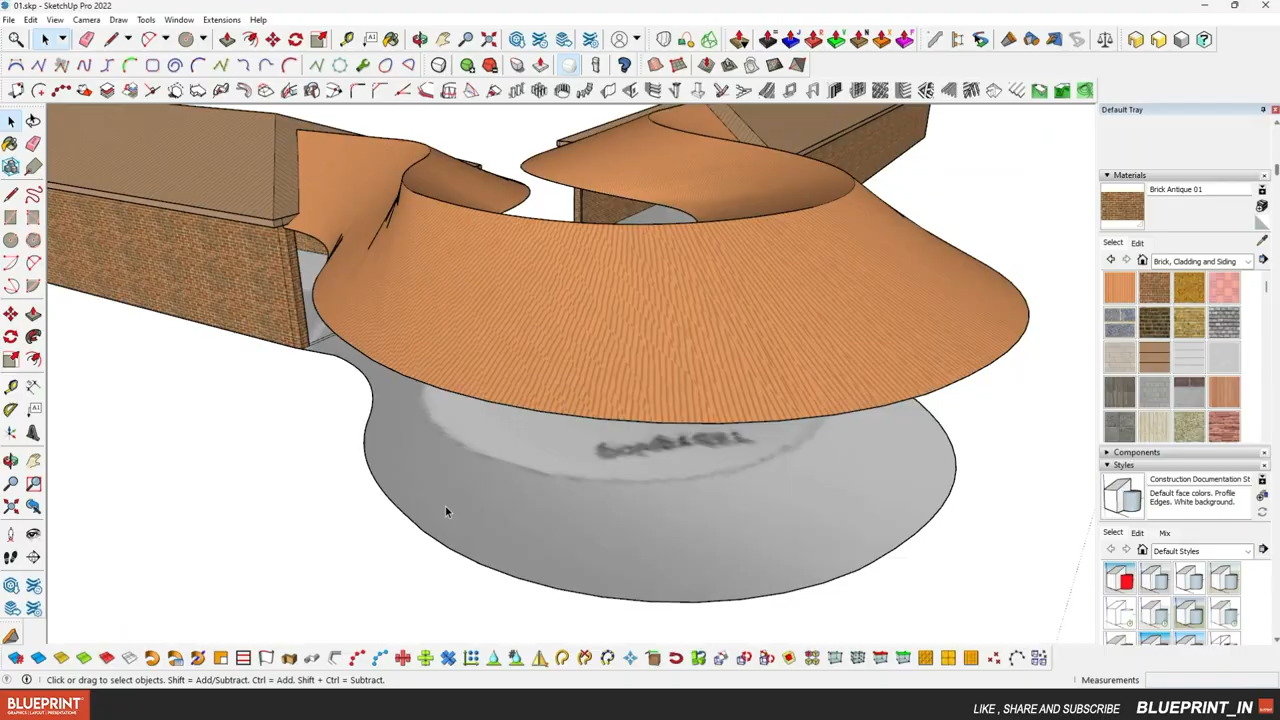 01.skp - SketchUp Pro 2022
File Edit View Camera Draw Tools Window Extensions Help
Default Tray
Materials
Brick Antique 01
Select Edit
Brick, Cladding and Siding
Components
Styles
Construction Documentation St
Default face colors. Profile
Edges. White background.
Select Edit Mix
Default Styles
Click or drag to select objects. Shift = Add/Subtract. Ctrl = Add. Shift + Ctrl = Subtract.
Measurements
BLUEPRINT
GRAPHICS | LAYOUT | PRESENTATIONS
LIKE , SHARE AND SUBSCRIBE
BLUEPRINT_IN